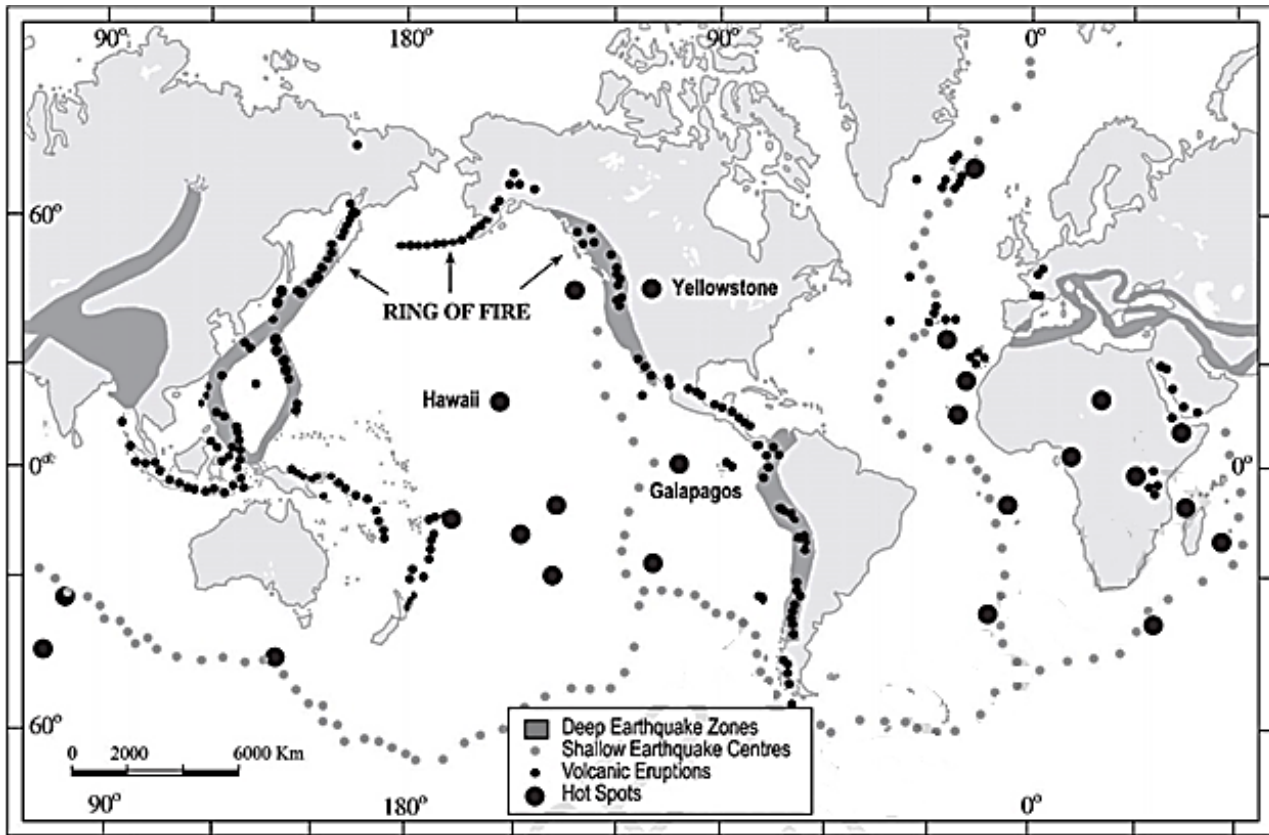 90° 180° 90° 0°
60°
Yellowstone
RING OF FIRE
Hawaii
0° 0°
Galapagos
60°
Deep Earthquake Zones
Shallow Earthquake Centres
Volcanic Eruptions
Hot Spots
0 2000 6000 Km
90° 180° 0°